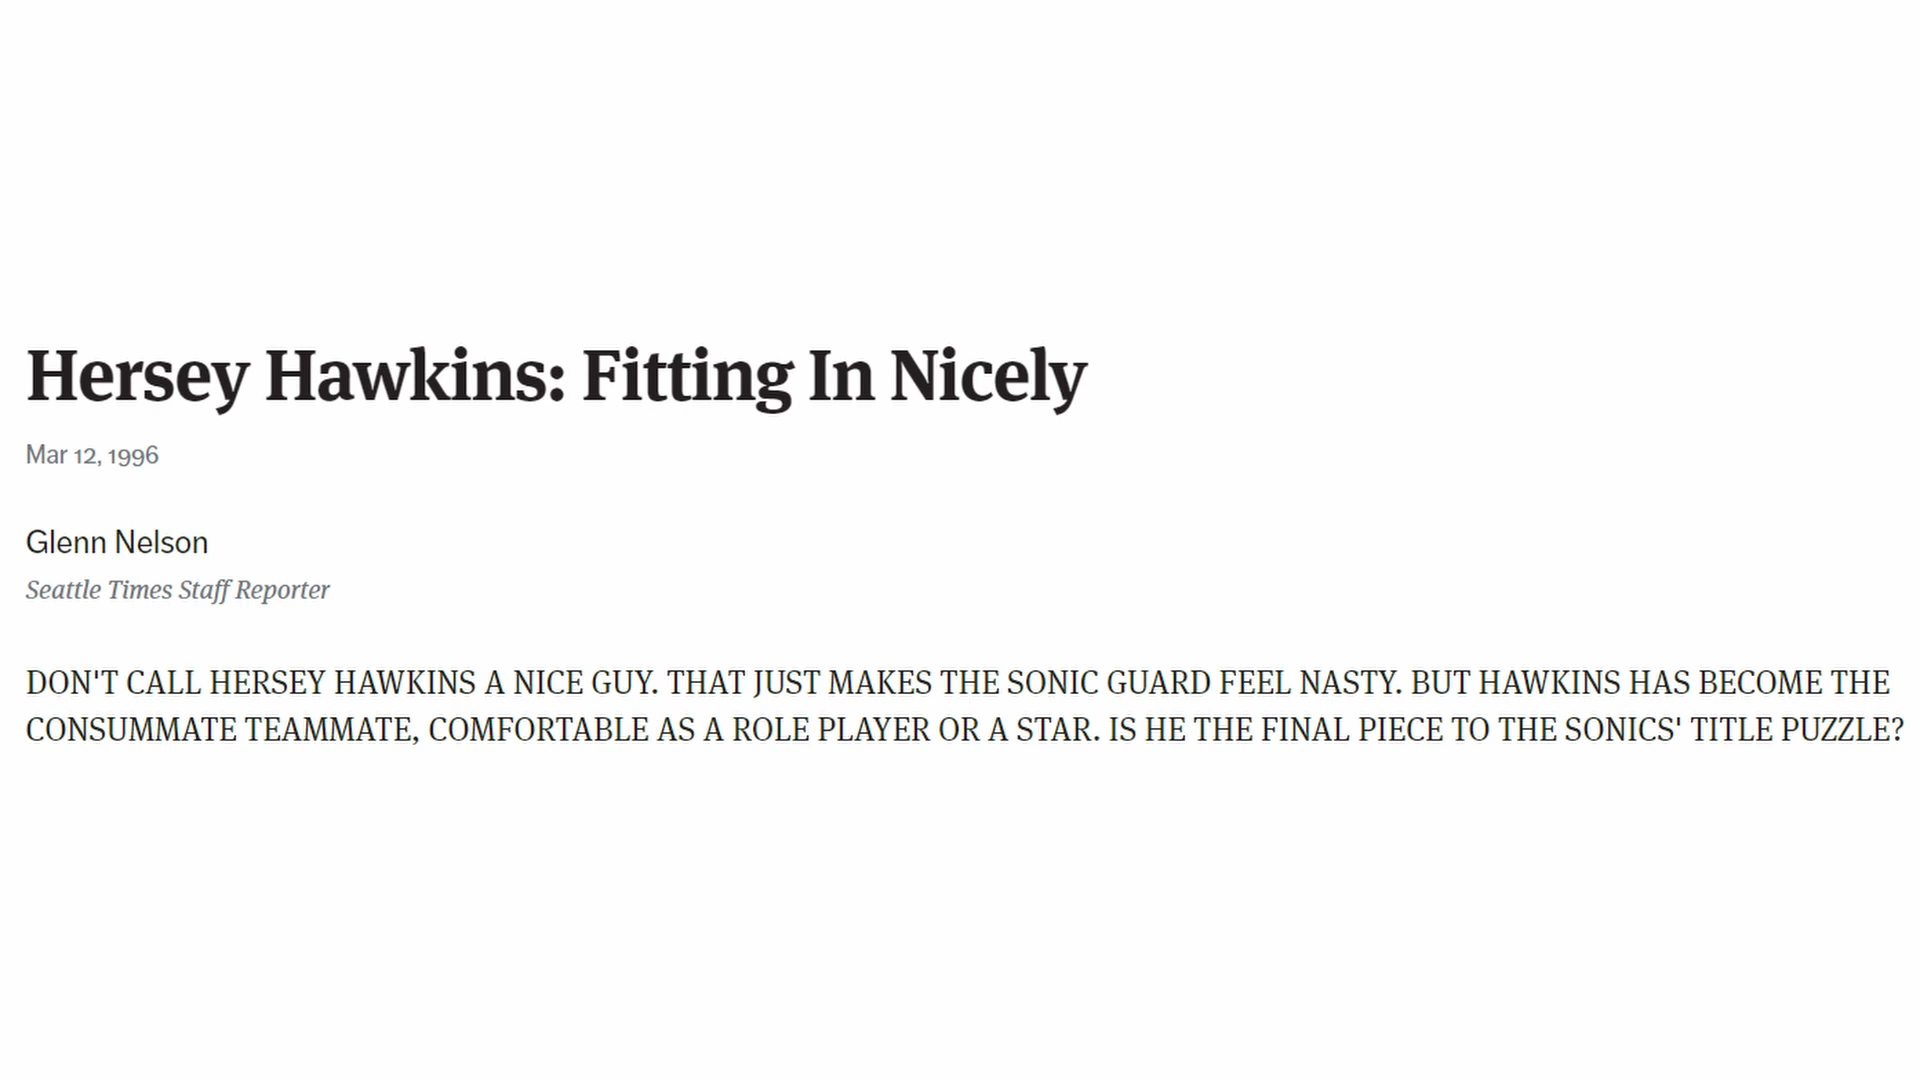 Hersey Hawkins: Fitting In Nicely
Mar 12, 1996
Glenn Nelson
Seattle Times Staff Reporter
DON'T CALL HERSEY HAWKINS A NICE GUY. THAT JUST MAKES THE SONIC GUARD FEEL NASTY. BUT HAWKINS HAS BECOME THE
CONSUMMATE TEAMMATE, COMFORTABLE AS A ROLE PLAYER OR A STAR. IS HE THE FINAL PIECE TO THE SONICS' TITLE PUZZLE?